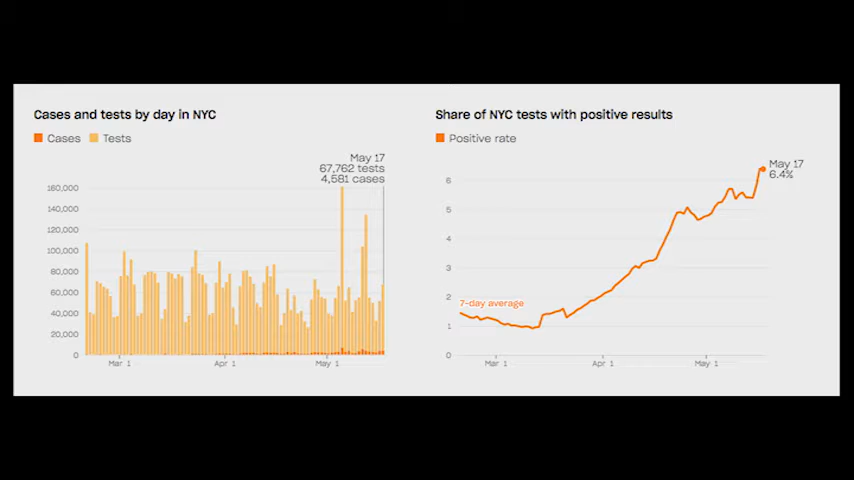 Cases and tests by day in NYC
Cases Tests
May 17
67,762 tests
4,581 cases
160,000
140,000
120,000
100,000
80,000
60,000
40,000
20,000
0
Mar 1 Apr 1 May 1
Share of NYC tests with positive results
Positive rate
May 17
6.4%
6
5
4
3
2
7-day average
1
0
Mar 1 Apr 1 May 1